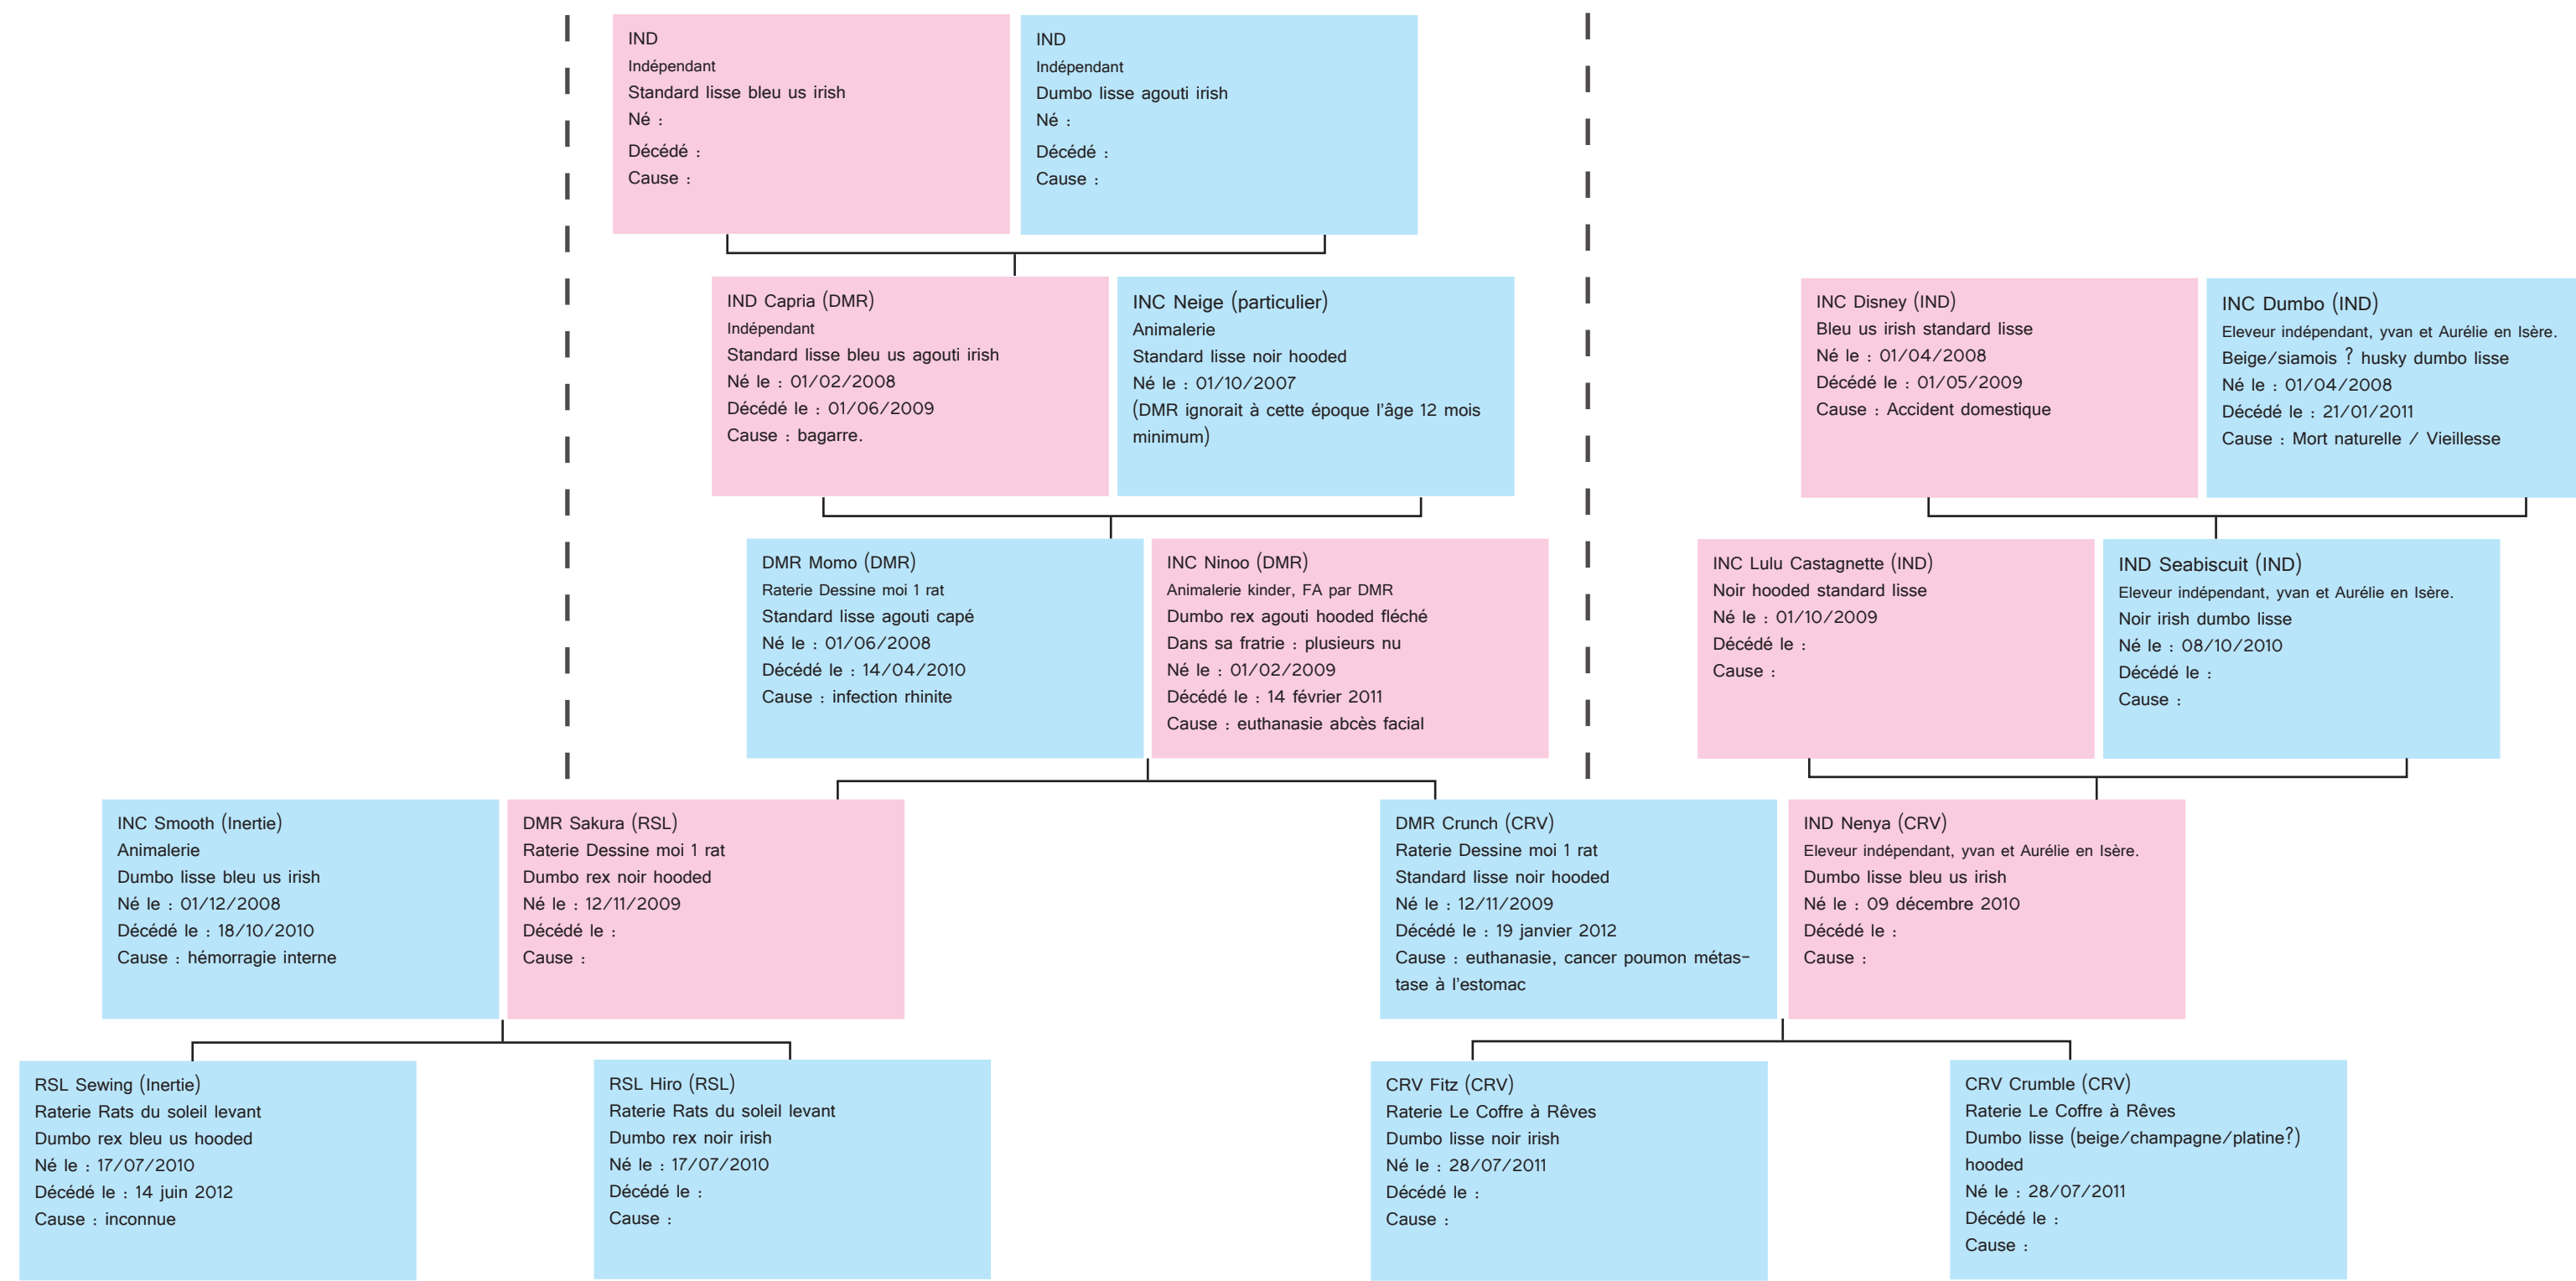 IND
Indépendant
Standard lisse bleu us irish
Né :
Décédé :
Cause :
IND
Indépendant
Dumbo lisse agouti irish
Né :
Décédé :
Cause :
IND Capria (DMR)
Indépendant
Standard lisse bleu us agouti irish
Né le : 01/02/2008
Décédé le : 01/06/2009
Cause : bagarre.
INC Neige (particulier)
Animalerie
Standard lisse noir hooded
Né le : 01/10/2007
(DMR ignorait à cette époque l'âge 12 mois
minimum)
INC Disney (IND)
Bleu us irish standard lisse
Né le : 01/04/2008
Décédé le : 01/05/2009
Cause : Accident domestique
INC Dumbo (IND)
Eleveur indépendant, yvan et Aurélie en Isère.
Beige/siamois ? husky dumbo lisse
Né le : 01/04/2008
Décédé le : 21/01/2011
Cause : Mort naturelle / Vieillesse
DMR Momo (DMR)
Raterie Dessine moi 1 rat
Standard lisse agouti capé
Né le : 01/06/2008
Décédé le : 14/04/2010
Cause : infection rhinite
INC Ninoo (DMR)
Animalerie kinder, FA par DMR
Dumbo rex agouti hooded fléché
Dans sa fratrie : plusieurs nu
Né le : 01/02/2009
Décédé le : 14 février 2011
Cause : euthanasie abcès facial
INC Lulu Castagnette (IND)
Noir hooded standard lisse
Né le : 01/10/2009
Décédé le :
Cause :
IND Seabiscuit (IND)
Eleveur indépendant, yvan et Aurélie en Isère.
Noir irish dumbo lisse
Né le : 08/10/2010
Décédé le :
Cause :
INC Smooth (Inertie)
Animalerie
Dumbo lisse bleu us irish
Né le : 01/12/2008
Décédé le : 18/10/2010
Cause : hémorragie interne
DMR Sakura (RSL)
Raterie Dessine moi 1 rat
Dumbo rex noir hooded
Né le : 12/11/2009
Décédé le :
Cause :
DMR Crunch (CRV)
Raterie Dessine moi 1 rat
Standard lisse noir hooded
Né le : 12/11/2009
Décédé le : 19 janvier 2012
Cause : euthanasie, cancer poumon métas-
tase à l'estomac
IND Nenya (CRV)
Eleveur indépendant, yvan et Aurélie en Isère.
Dumbo lisse bleu us irish
Né le : 09 décembre 2010
Décédé le :
Cause :
RSL Sewing (Inertie)
Raterie Rats du soleil levant
Dumbo rex bleu us hooded
Né le : 17/07/2010
Décédé le : 14 juin 2012
Cause : inconnue
RSL Hiro (RSL)
Raterie Rats du soleil levant
Dumbo rex noir irish
Né le : 17/07/2010
Décédé le :
Cause :
CRV Fitz (CRV)
Raterie Le Coffre à Rêves
Dumbo lisse noir irish
Né le : 28/07/2011
Décédé le :
Cause :
CRV Crumble (CRV)
Raterie Le Coffre à Rêves
Dumbo lisse (beige/champagne/platine?)
hooded
Né le : 28/07/2011
Décédé le :
Cause :